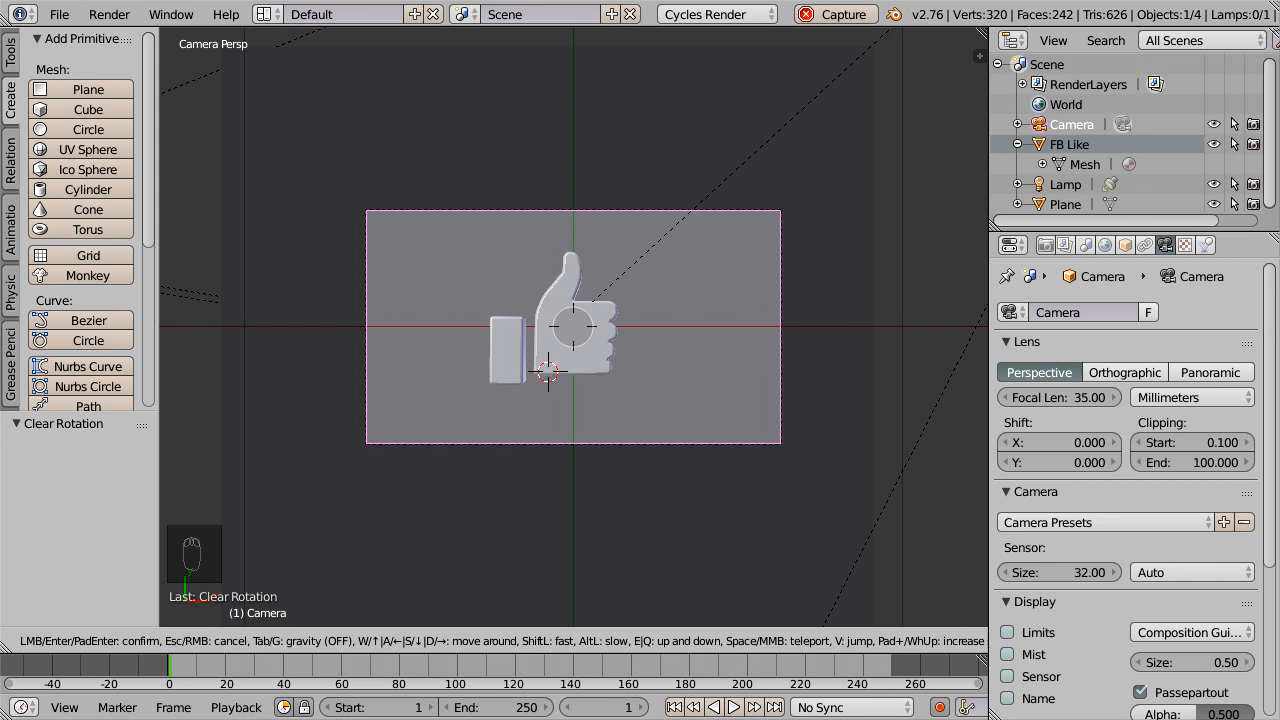 File Render Window Help Default Scene Cycles Render Capture v2.76 | Verts:320 | Faces:242 | Tris:626 | Objects:1/4 | Lamps:0/1 |
Tools
Create
Relation
Animatio
Physic
Grease Penci
Add Primitive
Mesh:
Plane
Cube
Circle
UV Sphere
Ico Sphere
Cylinder
Cone
Torus
Grid
Monkey
Curve:
Bezier
Circle
Nurbs Curve
Nurbs Circle
Path
Clear Rotation
Camera Persp
Last: Clear Rotation
(1) Camera
LMB/Enter/PadEnter: confirm, Esc/RMB: cancel, Tab/G: gravity (OFF), W/↑|A/←|S/↓|D/→: move around, ShiftL: fast, AltL: slow, E|Q: up and down, Space/MMB: teleport, V: jump, Pad+/WhUp: increase
-40 -20 0 20 40 60 80 100 120 140 160 180 200 220 240 260
View Marker Frame Playback Start: 1 End: 250 1 No Sync
View Search All Scenes
Scene
RenderLayers |
World
Camera |
FB Like
Mesh |
Lamp |
Plane |
Camera Camera
Camera F
Lens
Perspective Orthographic Panoramic
Focal Len: 35.00 Millimeters
Shift: Clipping:
X: 0.000 Start: 0.100
Y: 0.000 End: 100.000
Camera
Camera Presets
Sensor:
Size: 32.00 Auto
Display
Limits Composition Gui...
Mist Size: 0.50
Sensor Passepartout
Name Alpha: 0.500